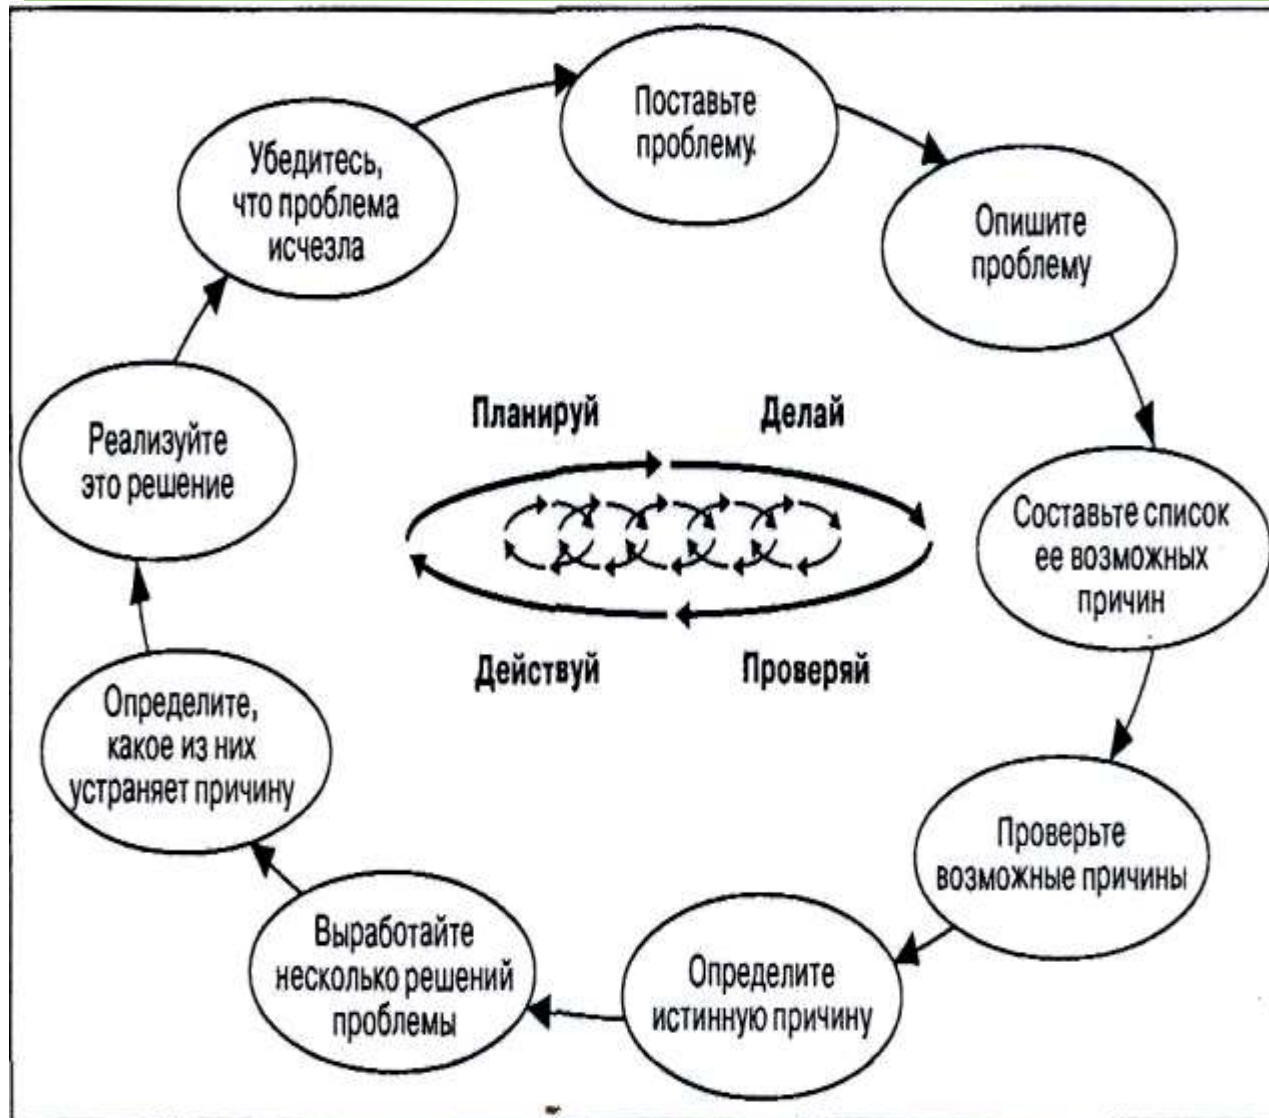 Поставьте
проблему.
Опишите
проблему
Составьте список
ее возможных
причин
Проверьте
возможные причины
Определите
истинную причину
Выработайте
несколько решений
проблемы
Определите,
какое из них
устраняет причину
Реализуйте
это решение
Убедитесь,
что проблема
исчезла
Планируй
Делай
Проверяй
Действуй